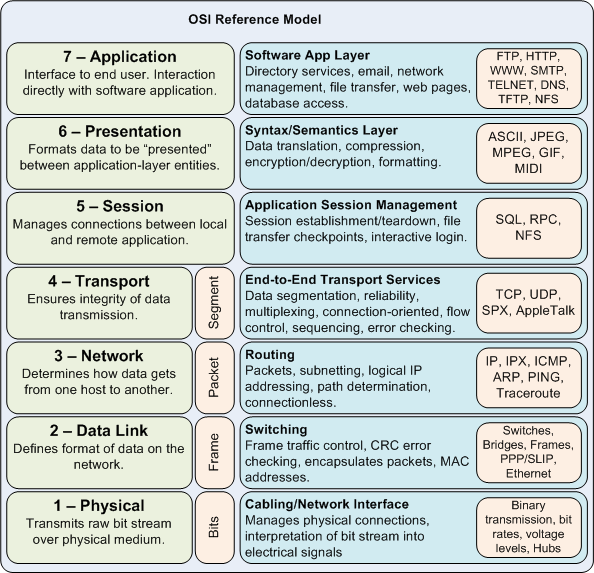 OSI Reference Model
7 – Application
Interface to end user. Interaction
directly with software application.
Software App Layer
Directory services, email, network
management, file transfer, web pages,
database access.
FTP, HTTP,
WWW, SMTP,
TELNET, DNS,
TFTP, NFS
6 – Presentation
Formats data to be “presented”
between application-layer entities.
Syntax/Semantics Layer
Data translation, compression,
encryption/decryption, formatting.
ASCII, JPEG,
MPEG, GIF,
MIDI
5 – Session
Manages connections between local
and remote application.
Application Session Management
Session establishment/teardown, file
transfer checkpoints, interactive login.
SQL, RPC,
NFS
4 – Transport
Ensures integrity of data
transmission.
Segment
End-to-End Transport Services
Data segmentation, reliability,
multiplexing, connection-oriented, flow
control, sequencing, error checking.
TCP, UDP,
SPX, AppleTalk
3 – Network
Determines how data gets
from one host to another.
Packet
Routing
Packets, subnetting, logical IP
addressing, path determination,
connectionless.
IP, IPX, ICMP,
ARP, PING,
Traceroute
2 – Data Link
Defines format of data on the
network.
Frame
Switching
Frame traffic control, CRC error
checking, encapsulates packets, MAC
addresses.
Switches,
Bridges, Frames,
PPP/SLIP,
Ethernet
1 – Physical
Transmits raw bit stream
over physical medium.
Bits
Cabling/Network Interface
Manages physical connections,
interpretation of bit stream into
electrical signals
Binary
transmission, bit
rates, voltage
levels, Hubs